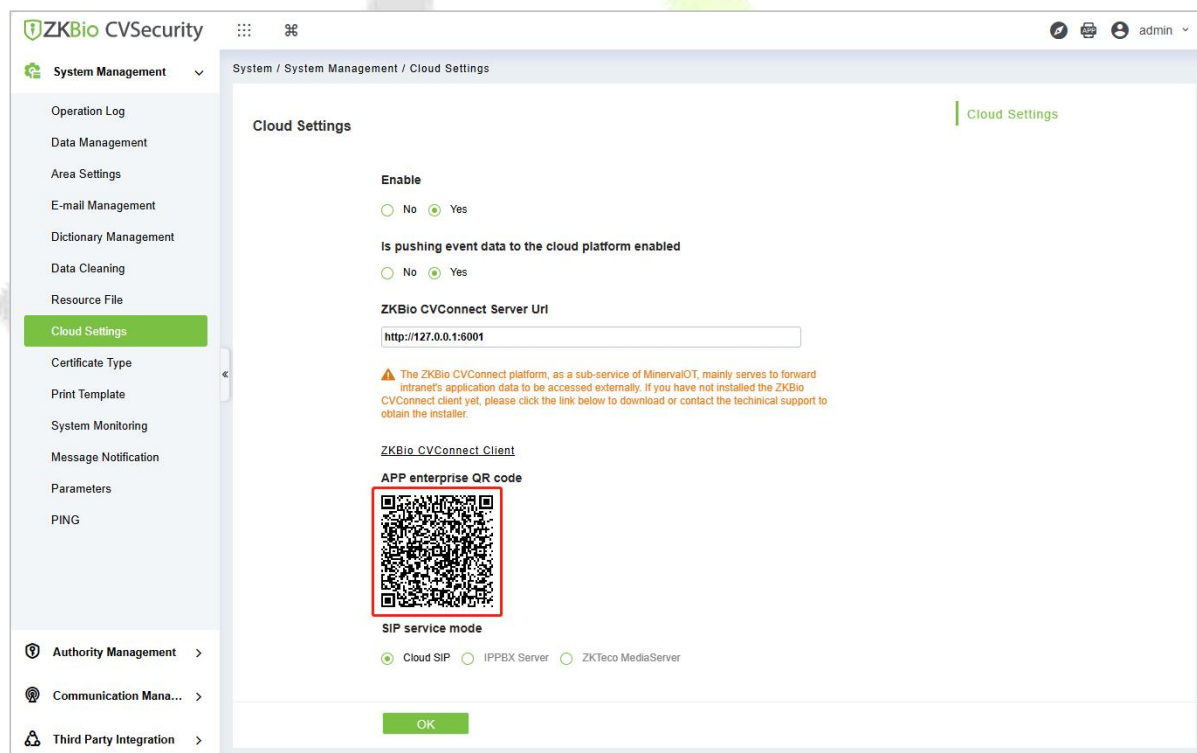 ZKBio CVSecurity
APP
admin
System Management
System / System Management / Cloud Settings
Operation Log
Data Management
Area Settings
E-mail Management
Dictionary Management
Data Cleaning
Resource File
Cloud Settings
Certificate Type
Print Template
System Monitoring
Message Notification
Parameters
PING
Authority Management
Communication Mana...
Third Party Integration
Cloud Settings
Cloud Settings
Enable
No Yes
Is pushing event data to the cloud platform enabled
No Yes
ZKBio CVConnect Server Url
http://127.0.0.1:6001
The ZKBio CVConnect platform, as a sub-service of MinervaIOT, mainly serves to forward
intranet's application data to be accessed externally. If you have not installed the ZKBio
CVConnect client yet, please click the link below to download or contact the techinical support to
obtain the installer.
ZKBio CVConnect Client
APP enterprise QR code
SIP service mode
Cloud SIP IPPBX Server ZKTeco MediaServer
OK